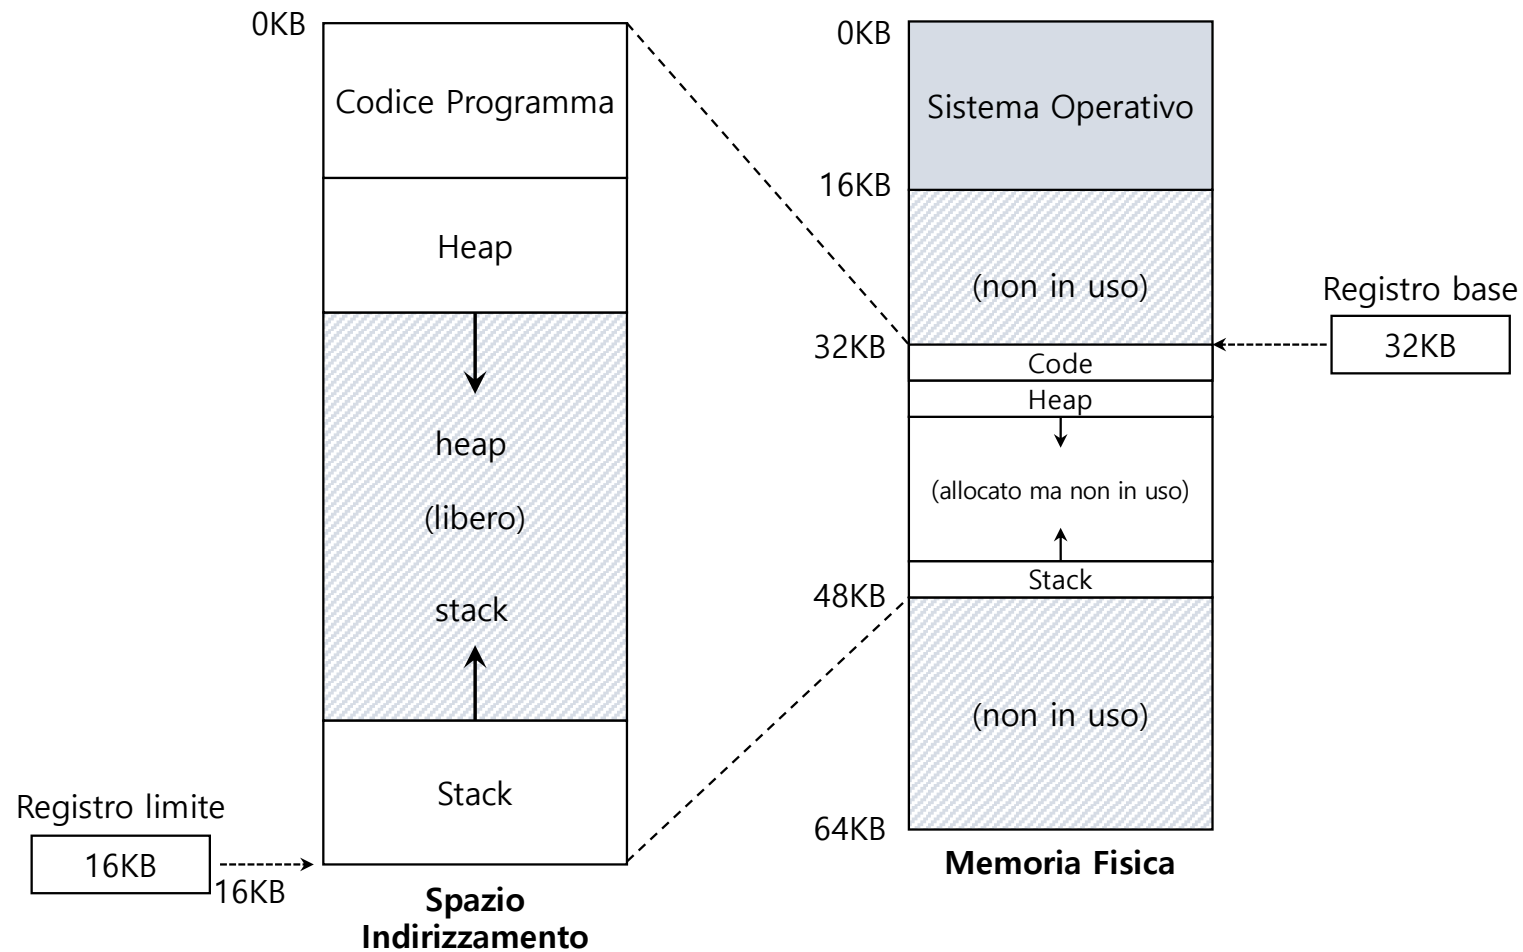 0KB
Codice Programma
Heap
heap
(libero)
stack
Stack
Registro limite
16KB
16KB
Spazio
Indirizzamento
0KB
Sistema Operativo
16KB
(non in uso)
32KB
Code
Heap
(allocato ma non in uso)
Stack
48KB
(non in uso)
64KB
Memoria Fisica
Registro base
32KB